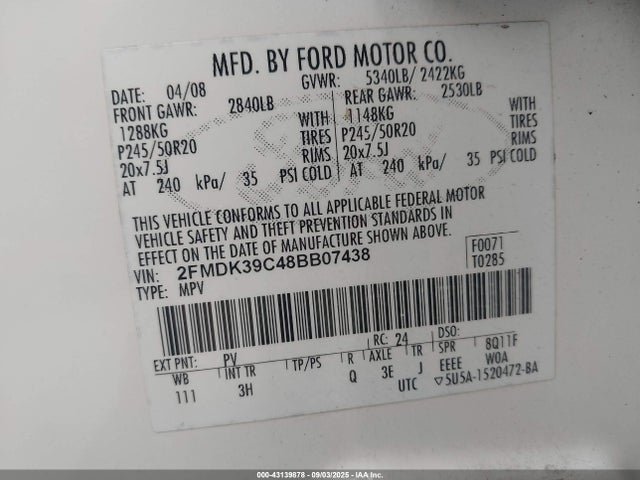 MFD. BY FORD MOTOR CO.
DATE: 04/08 GVWR: 5340LB/ 2422KG
FRONT GAWR: 2840LB REAR GAWR: 2530LB
1288KG WITH 1148KG WITH
P245/50R20 TIRES P245/50R20 TIRES
20x7.5J RIMS 20x7.5J RIMS
AT 240 kPa/ 35 PSI COLD AT 240 kPa/ 35 PSI COLD
THIS VEHICLE CONFORMS TO ALL APPLICABLE FEDERAL MOTOR
VEHICLE SAFETY AND THEFT PREVENTION STANDARDS IN
EFFECT ON THE DATE OF MANUFACTURE SHOWN ABOVE.
VIN: 2FMDK39C48BB07438 F0071
TYPE: MPV T0285
EXT PNT: PV RC: 24 DSO:
WB INT TR TP/PS R AXLE TR SPR 8Q11F
111 3H Q 3E J EEEE W0A
UTC ▽5U5A-1520472-BA
000-43139878 - 09/03/2025 - IAA Inc.